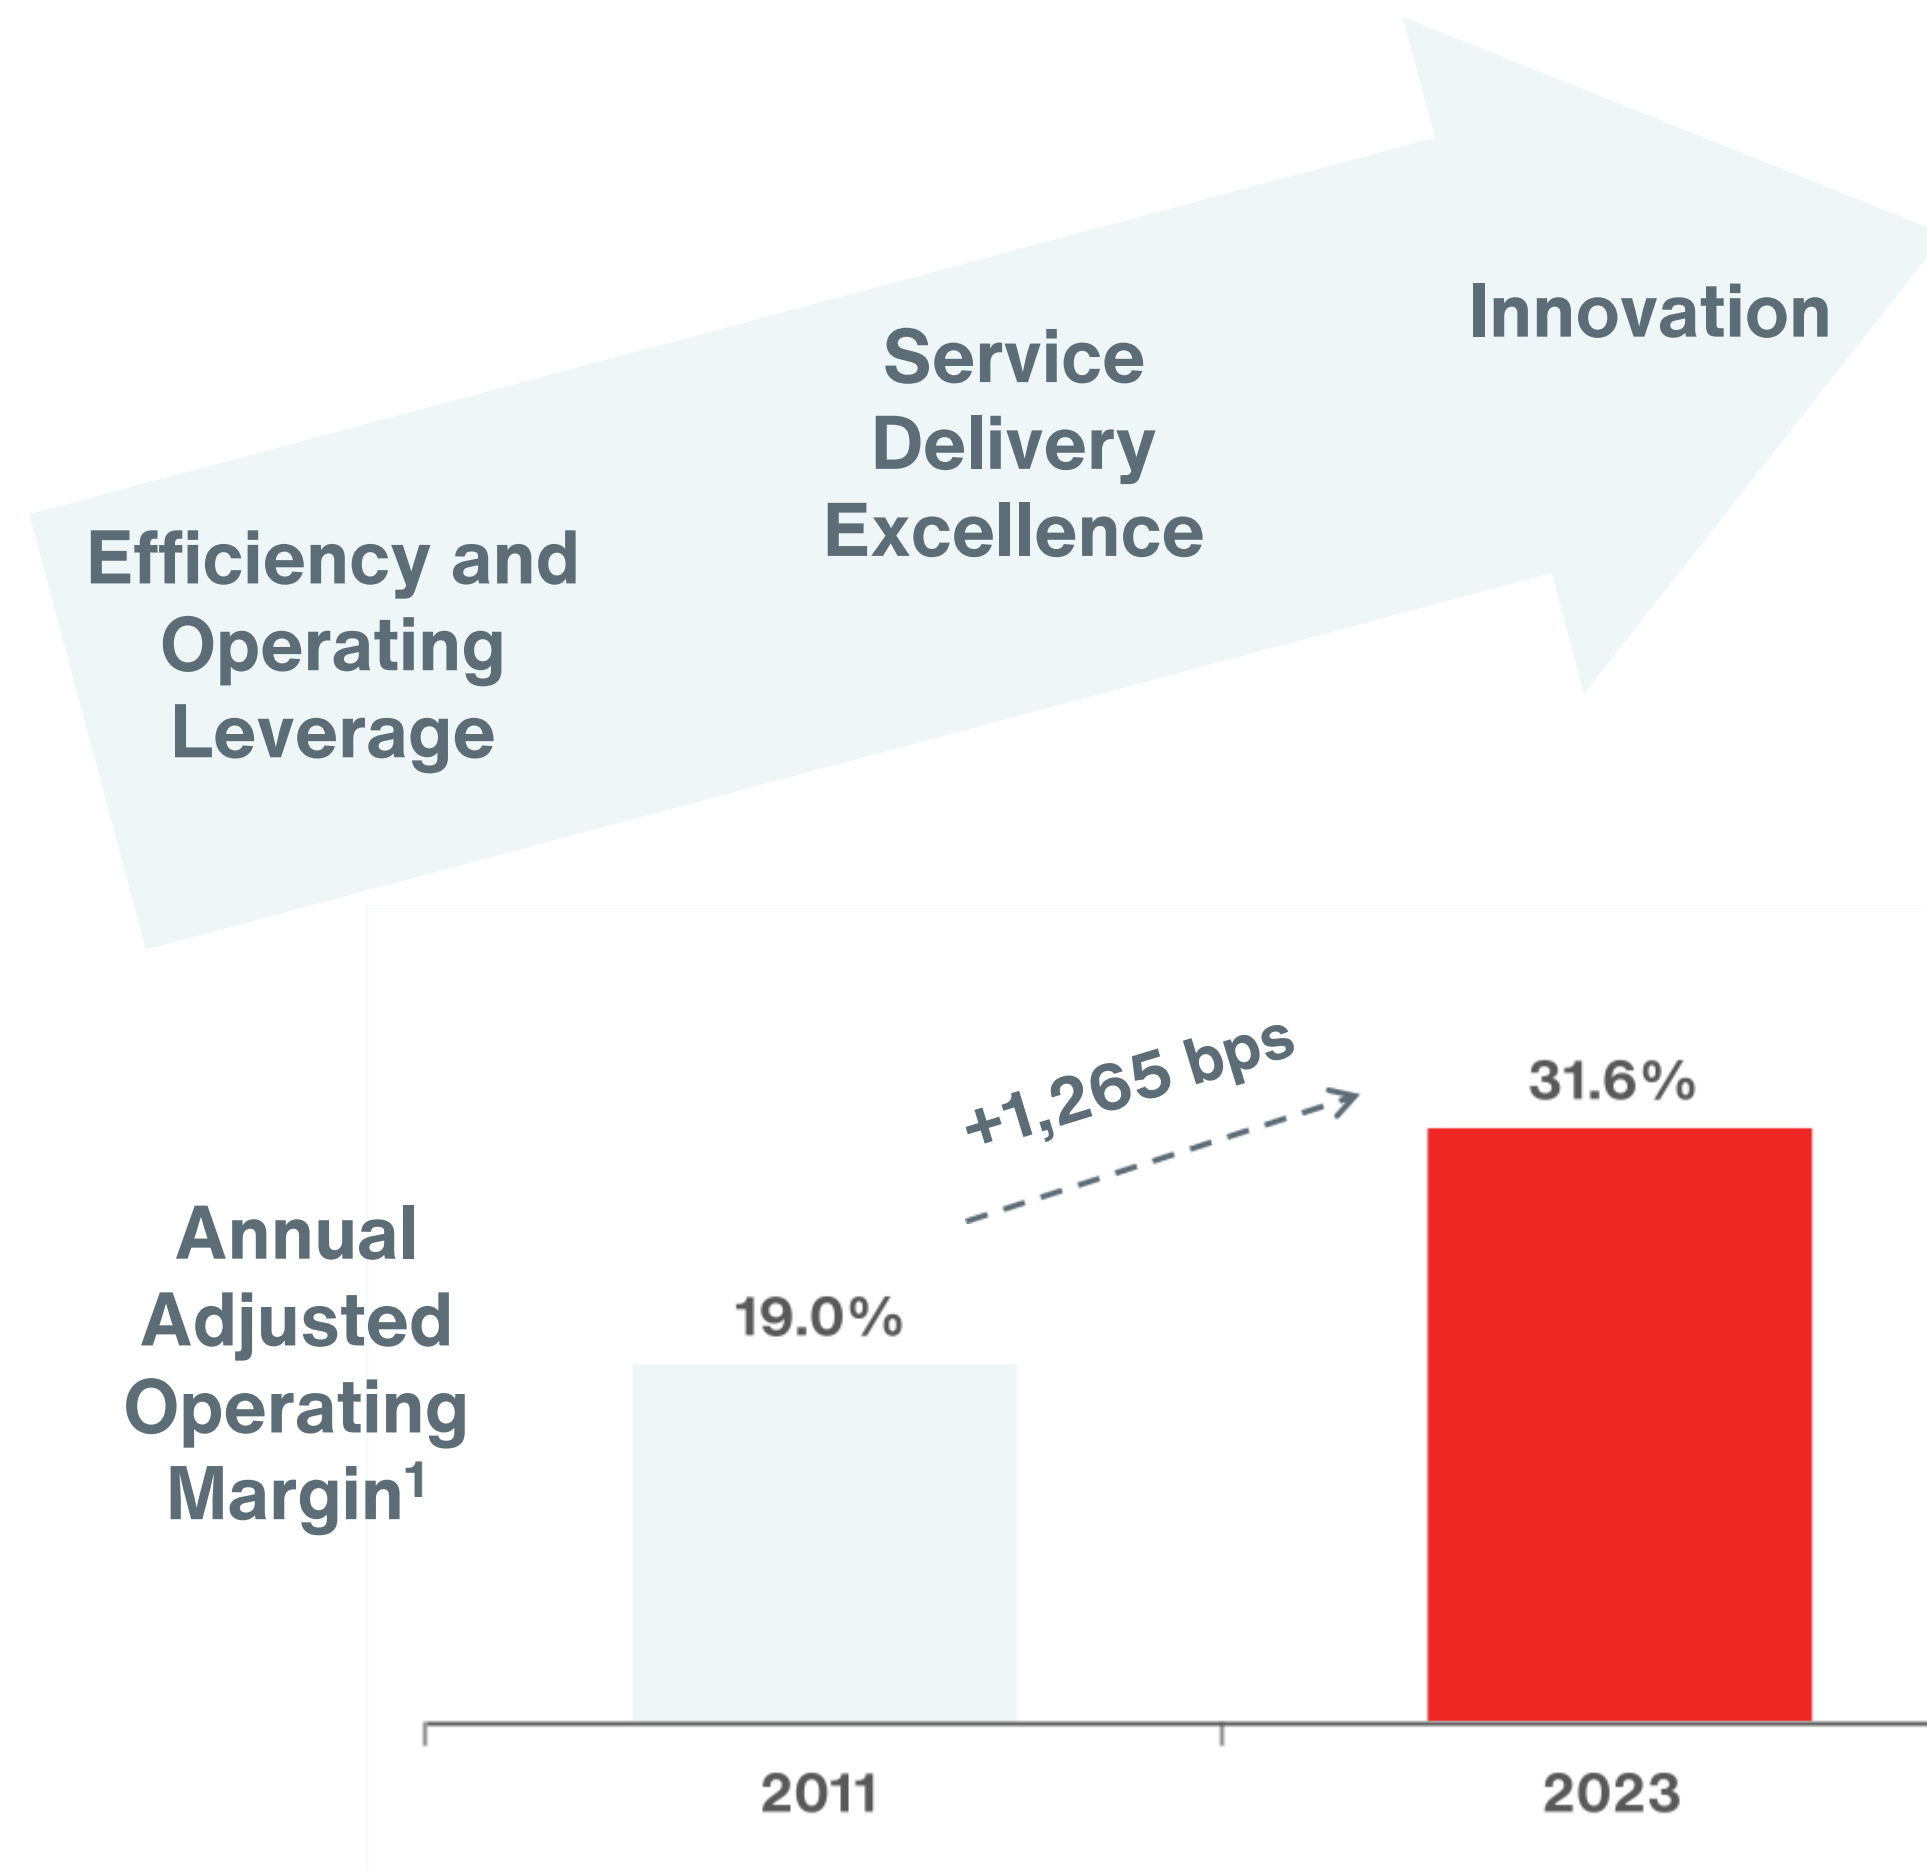 Innovation
Service
Delivery
Excellence
Efficiency and
Operating
Leverage
+1,265 bps
31.6%
19.0%
Annual
Adjusted
Operating
Margin¹
2011
2023